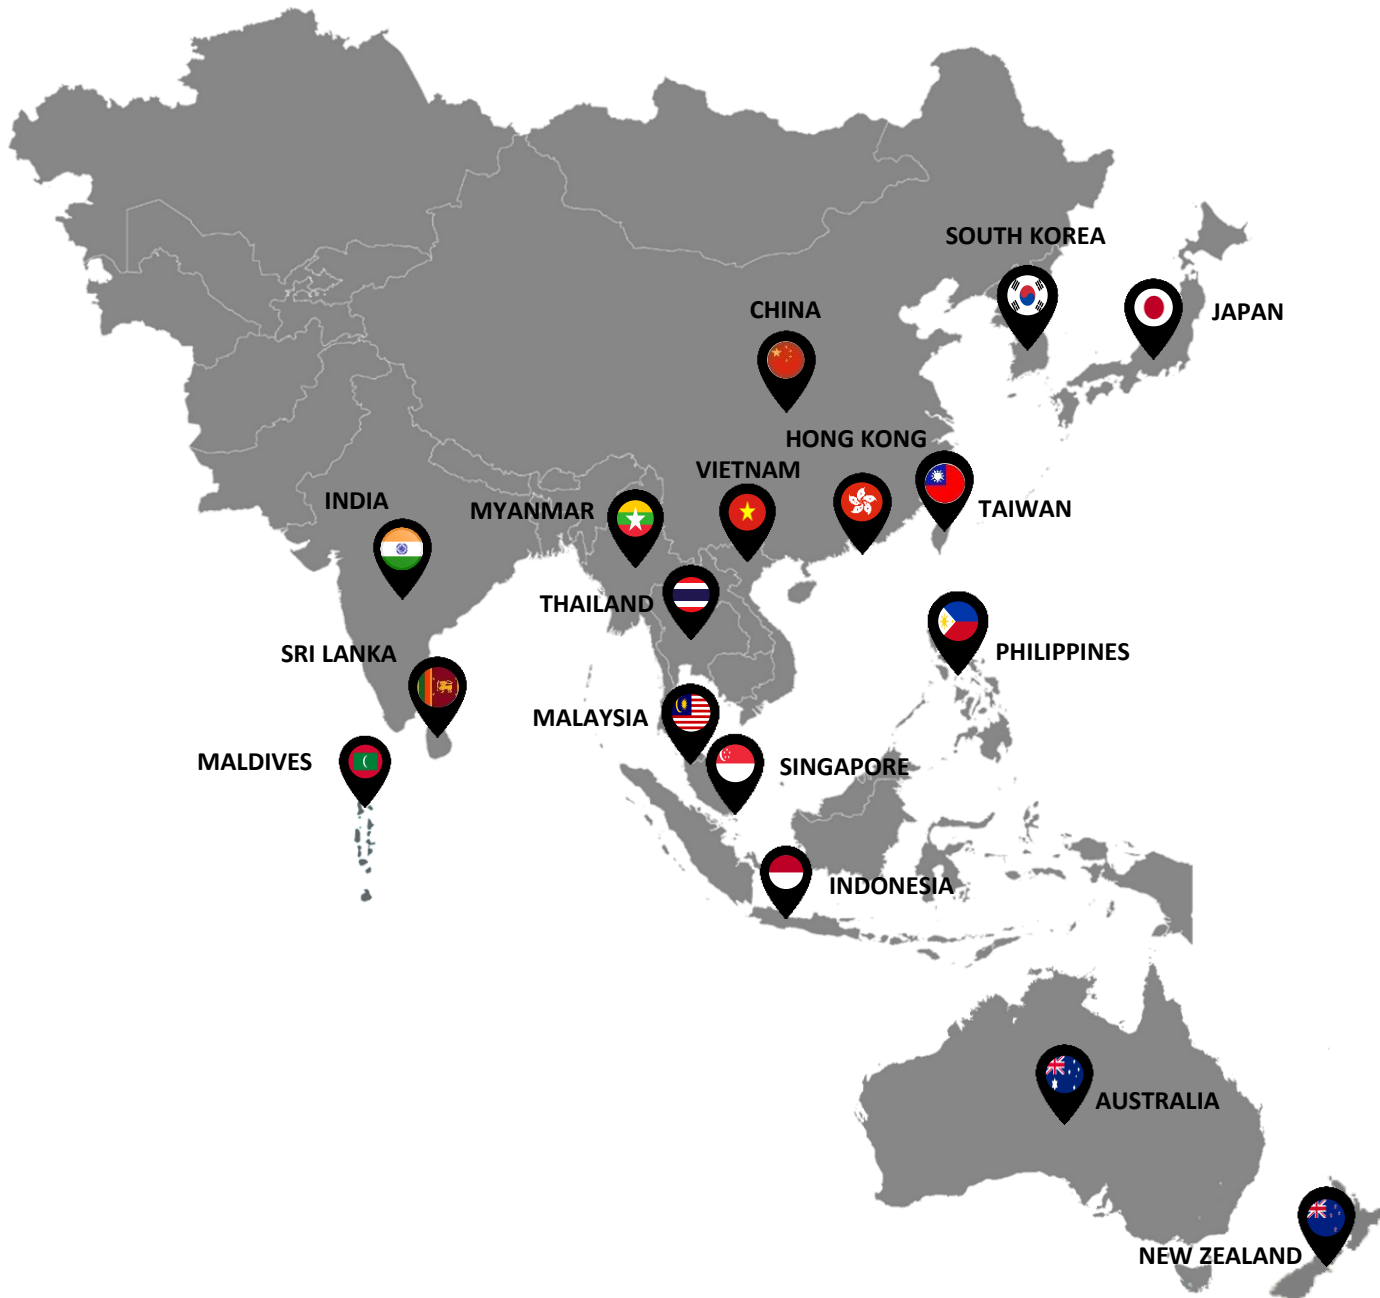 SOUTH KOREA
CHINA
JAPAN
HONG KONG
VIETNAM
INDIA
MYANMAR
TAIWAN
THAILAND
SRI LANKA
PHILIPPINES
MALAYSIA
MALDIVES
SINGAPORE
INDONESIA
AUSTRALIA
NEW ZEALAND